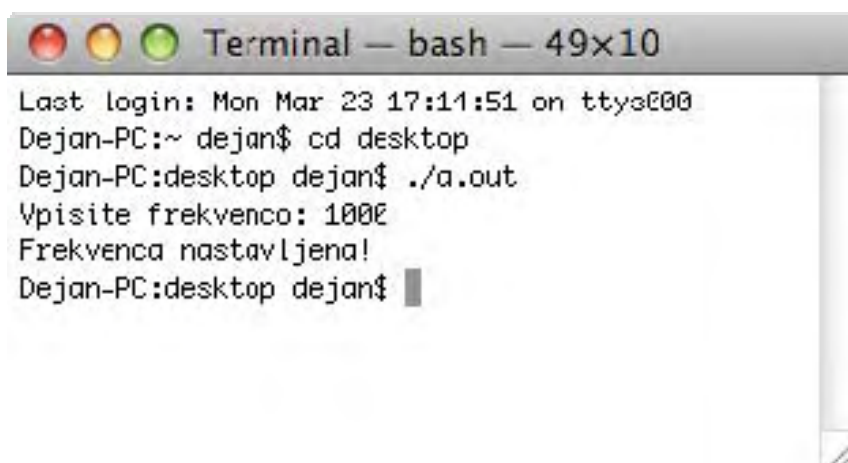 Terminal — bash — 49×10
Last login: Mon Mar 23 17:14:51 on ttys000
Dejan-PC:~ dejan$ cd desktop
Dejan-PC:desktop dejan$ ./a.out
Vpisite frekvenco: 1000
Frekvenca nastavljena!
Dejan-PC:desktop dejan$